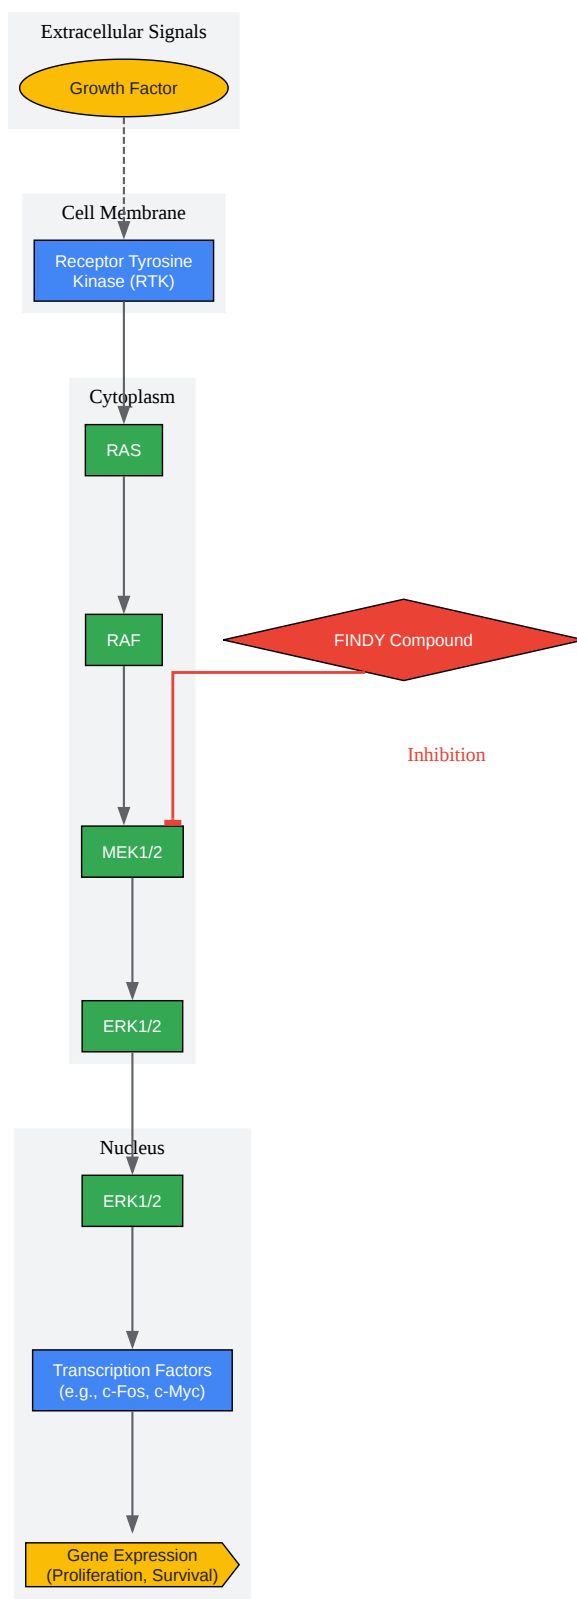 Extracellular Signals
Growth Factor
Cell Membrane
Receptor Tyrosine
Kinase (RTK)
Cytoplasm
RAS
RAF
FINDY Compound
Inhibition
MEK1/2
ERK1/2
Nucleus
ERK1/2
Transcription Factors
(e.g., c-Fos, c-Myc)
Gene Expression
(Proliferation, Survival)